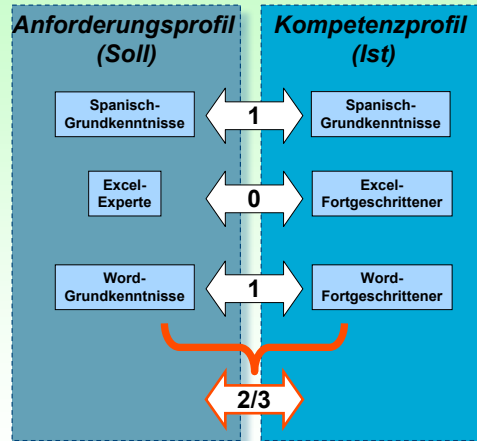 Anforderungsprofil
(Soll)
Kompetenzprofil
(Ist)
Spanisch-
Grundkenntnisse
1
Spanisch-
Grundkenntnisse
Excel-
Experte
0
Excel-
Fortgeschrittener
Word-
Grundkenntnisse
1
Word-
Fortgeschrittener
2/3